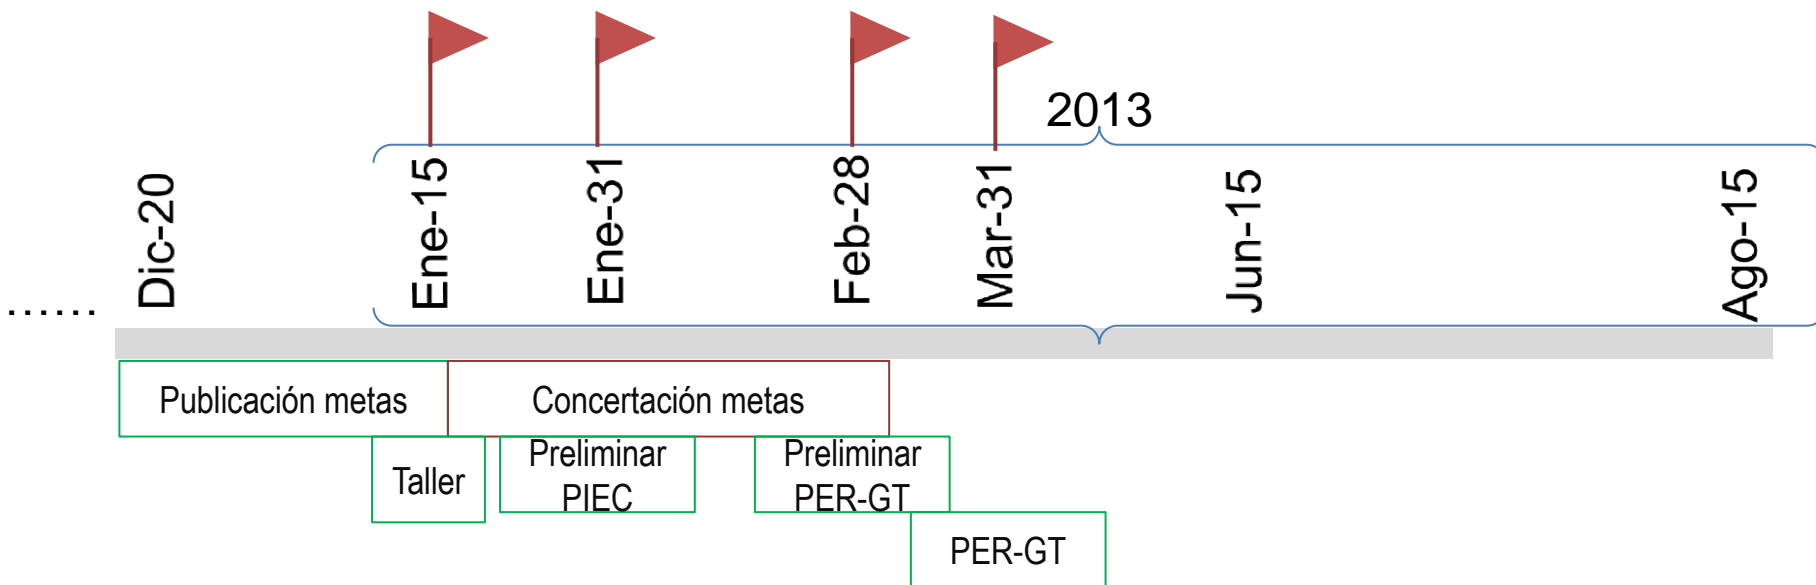 2013
Dic-20
Ene-15
Ene-31
Feb-28
Mar-31
Jun-15
Ago-15
......
Publicación metas
Concertación metas
Taller
Preliminar
PIEC
Preliminar
PER-GT
PER-GT